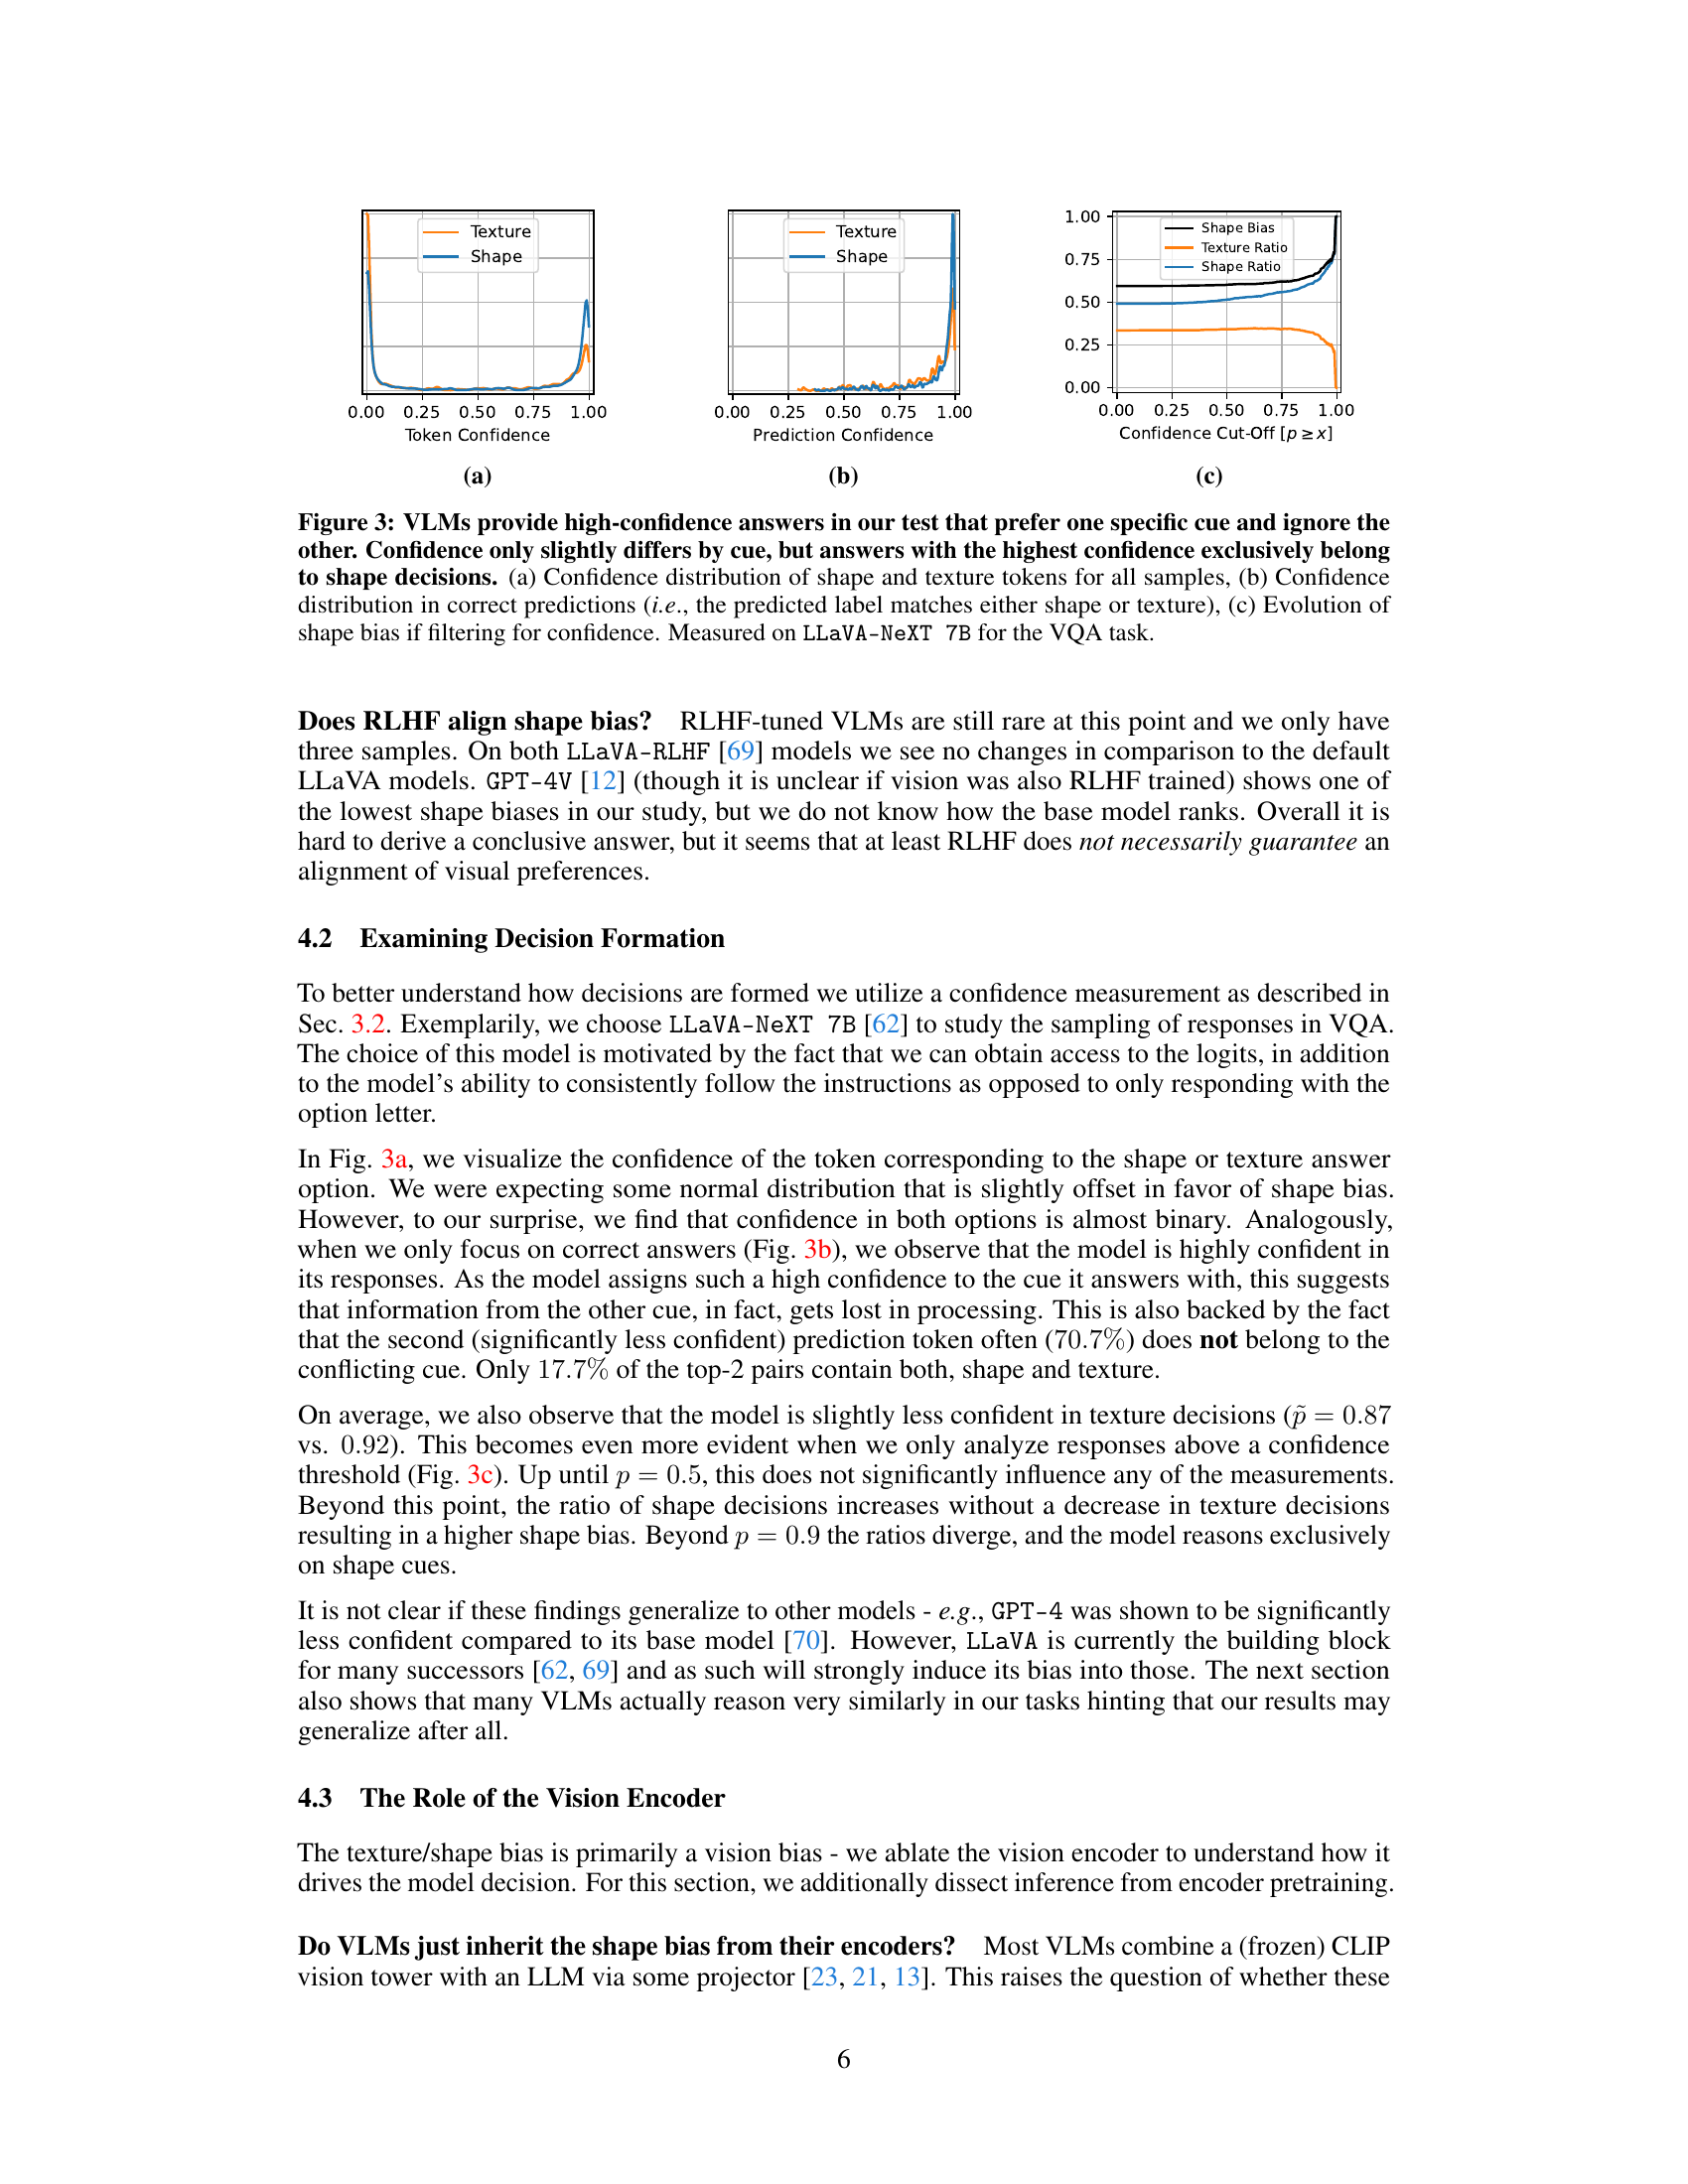 Texture
Shape
0.00 0.25 0.50 0.75 1.00
Token Confidence
(a)
Texture
Shape
0.00 0.25 0.50 0.75 1.00
Prediction Confidence
(b)
1.00
0.75
0.50
0.25
0.00
Shape Bias
Texture Ratio
Shape Ratio
0.00 0.25 0.50 0.75 1.00
Confidence Cut-Off [p ≥ x]
(c)
Figure 3: VLMs provide high-confidence answers in our test that prefer one specific cue and ignore the
other. Confidence only slightly differs by cue, but answers with the highest confidence exclusively belong
to shape decisions. (a) Confidence distribution of shape and texture tokens for all samples, (b) Confidence
distribution in correct predictions (i.e., the predicted label matches either shape or texture), (c) Evolution of
shape bias if filtering for confidence. Measured on LLaVA-NeXT 7B for the VQA task.
Does RLHF align shape bias? RLHF-tuned VLMs are still rare at this point and we only have
three samples. On both LLaVA-RLHF [69] models we see no changes in comparison to the default
LLaVA models. GPT-4V [12] (though it is unclear if vision was also RLHF trained) shows one of
the lowest shape biases in our study, but we do not know how the base model ranks. Overall it is
hard to derive a conclusive answer, but it seems that at least RLHF does not necessarily guarantee an
alignment of visual preferences.
4.2 Examining Decision Formation
To better understand how decisions are formed we utilize a confidence measurement as described in
Sec. 3.2. Exemplarily, we choose LLaVA-NeXT 7B [62] to study the sampling of responses in VQA.
The choice of this model is motivated by the fact that we can obtain access to the logits, in addition
to the model's ability to consistently follow the instructions as opposed to only responding with the
option letter.
In Fig. 3a, we visualize the confidence of the token corresponding to the shape or texture answer
option. We were expecting some normal distribution that is slightly offset in favor of shape bias.
However, to our surprise, we find that confidence in both options is almost binary. Analogously,
when we only focus on correct answers (Fig. 3b), we observe that the model is highly confident in
its responses. As the model assigns such a high confidence to the cue it answers with, this suggests
that information from the other cue, in fact, gets lost in processing. This is also backed by the fact
that the second (significantly less confident) prediction token often (70.7%) does not belong to the
conflicting cue. Only 17.7% of the top-2 pairs contain both, shape and texture.
On average, we also observe that the model is slightly less confident in texture decisions (p̃ = 0.87
vs. 0.92). This becomes even more evident when we only analyze responses above a confidence
threshold (Fig. 3c). Up until p = 0.5, this does not significantly influence any of the measurements.
Beyond this point, the ratio of shape decisions increases without a decrease in texture decisions
resulting in a higher shape bias. Beyond p = 0.9 the ratios diverge, and the model reasons exclusively
on shape cues.
It is not clear if these findings generalize to other models - e.g., GPT-4 was shown to be significantly
less confident compared to its base model [70]. However, LLaVA is currently the building block
for many successors [62, 69] and as such will strongly induce its bias into those. The next section
also shows that many VLMs actually reason very similarly in our tasks hinting that our results may
generalize after all.
4.3 The Role of the Vision Encoder
The texture/shape bias is primarily a vision bias - we ablate the vision encoder to understand how it
drives the model decision. For this section, we additionally dissect inference from encoder pretraining.
Do VLMs just inherit the shape bias from their encoders? Most VLMs combine a (frozen) CLIP
vision tower with an LLM via some projector [23, 21, 13]. This raises the question of whether these
6